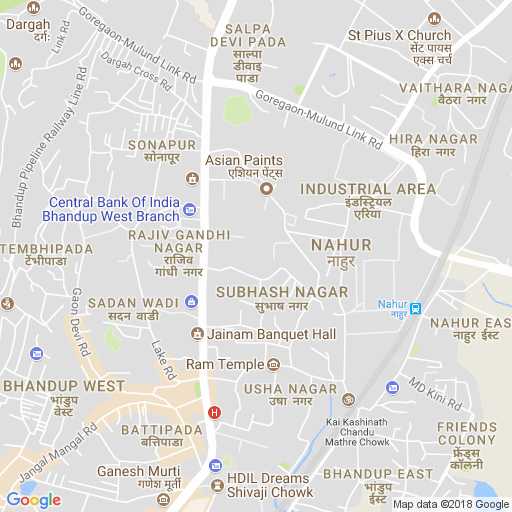 Dargah
दर्गः
Link Rd
Goregaon-Mulund Link Rd
Dargah Cross Rd
SALPA
DEVI PADA
साल्पा
डीवाइ
पाडा
St Pius X Church
सेंट पायस
एक्स चर्च
Bhandup Pipeline Railway Line Rd
Goregaon-Mulund Link Rd
VAITHARA NAGA
वैठरा नगर
SONAPUR
सोनापूर
HIRA NAGAR
हिरा नगर
Asian Paints
एशियन पेंट्स
INDUSTRIAL AREA
इंडस्ट्रियल
एरिया
Central Bank Of India
Bhandup West Branch
RAJIV GANDHI
NAGAR
राजिव
गांधी नगर
NAHUR
नाहुर
TEMBHIPADA
टेंभीपाडा
Gaon Devi Rd
SUBHASH NAGAR
सुभाष नगर
SADAN WADI
सदन वाडी
Nahur
नाहुर
NAHUR EAS
नाहुर ईस्ट
Jainam Banquet Hall
Lake Rd
Ram Temple
BHANDUP WEST
भांडुप
वेस्ट
USHA NAGAR
उषा नगर
MD Kini Rd
Kai Kashinath
Chandu
Mathre Chowk
BATTIPADA
बत्तिपाडा
Jangal Mangal Rd
FRIENDS
COLONY
फ्रेंड्स
कॉलनी
Ganesh Murti
गणेश मूर्ती
HDIL Dreams
Shivaji Chowk
BHANDUP EAST
भांडुप
ईस्ट
H
Google
Map data ©2018 Google